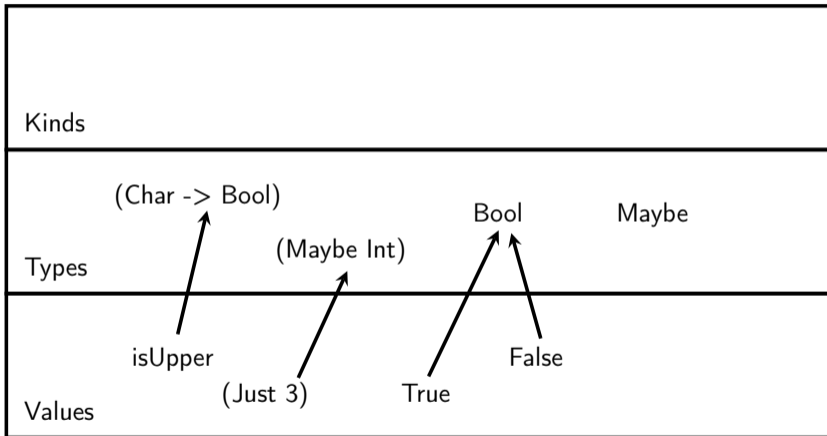 Kinds
(Char -> Bool)
Bool
Maybe
(Maybe Int)
Types
isUpper
False
(Just 3)
True
Values